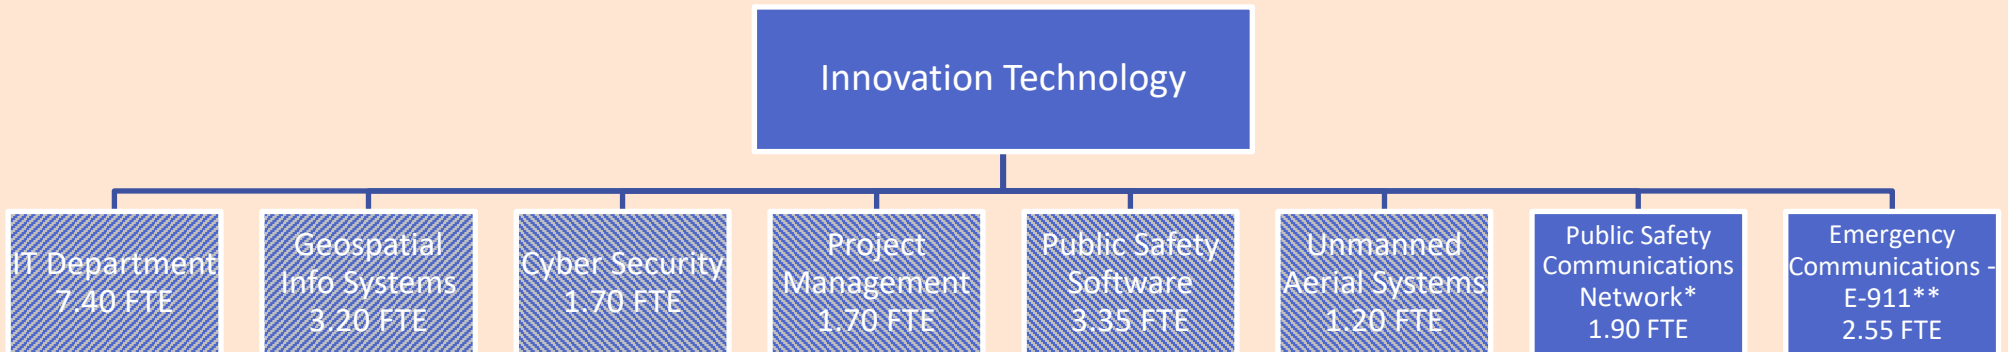 Innovation Technology
IT Department
7.40 FTE
Geospatial
Info Systems
3.20 FTE
Cyber Security
1.70 FTE
Project
Management
1.70 FTE
Public Safety
Software
3.35 FTE
Unmanned
Aerial Systems
1.20 FTE
Public Safety
Communications
Network*
1.90 FTE
Emergency
Communications -
E-911**
2.55 FTE